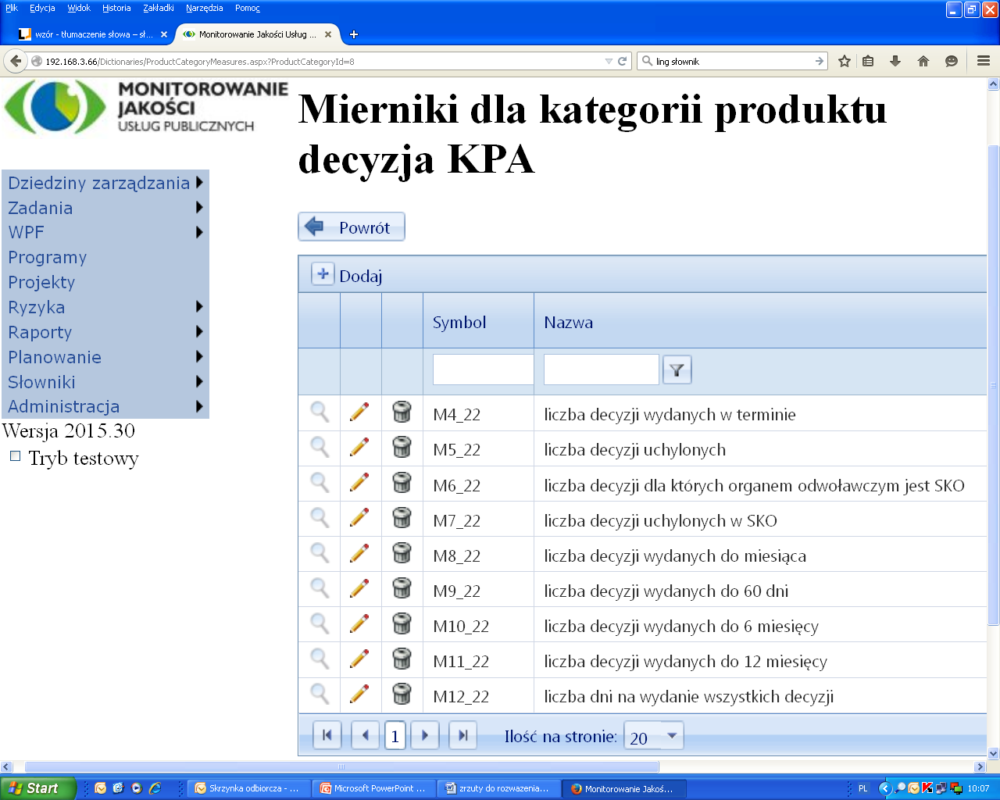 Plik Edycja Widok Historia Zakładki Narzędzia Pomoc
wzór - tłumaczenie słowa – sł... × Monitorowanie Jakości Usług ... × +
192.168.3.66/Dictionaries/ProductCategoryMeasures.aspx?ProductCategoryId=8 ling słownik
MONITOROWANIE
JAKOŚCI
USŁUG PUBLICZNYCH
Mierniki dla kategorii produktu
decyzja KPA
Dziedziny zarządzania
Zadania
WPF
Programy
Projekty
Ryzyka
Raporty
Planowanie
Słowniki
Administracja
Wersja 2015.30
Tryb testowy
Powrót
Dodaj
Symbol Nazwa
M4_22 liczba decyzji wydanych w terminie
M5_22 liczba decyzji uchylonych
M6_22 liczba decyzji dla których organem odwoławczym jest SKO
M7_22 liczba decyzji uchylonych w SKO
M8_22 liczba decyzji wydanych do miesiąca
M9_22 liczba decyzji wydanych do 60 dni
M10_22 liczba decyzji wydanych do 6 miesięcy
M11_22 liczba decyzji wydanych do 12 miesięcy
M12_22 liczba dni na wydanie wszystkich decyzji
1 Ilość na stronie: 20
Start Skrzynka odbiorcza - ... Microsoft PowerPoint ... zrzuty do rozwazenia... Monitorowanie Jakoś... PL 10:07